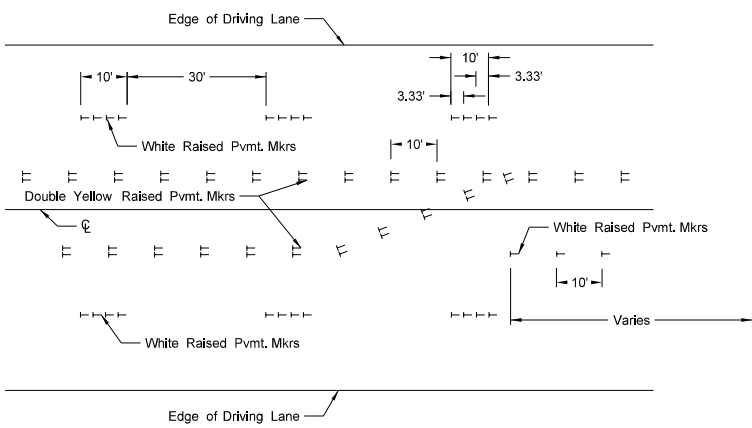 Edge of Driving Lane
10'
30'
10'
3.33'
3.33'
White Raised Pvmt. Mkrs
10'
Double Yellow Raised Pvmt. Mkrs
℄
White Raised Pvmt. Mkrs
10'
Varies
White Raised Pvmt. Mkrs
Edge of Driving Lane